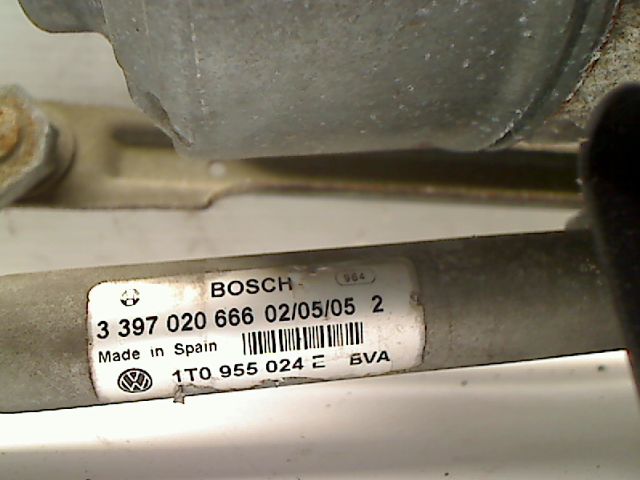 BOSCH 964
3 397 020 666 02/05/05 2
Made in Spain
1T0 955 024 E BVA